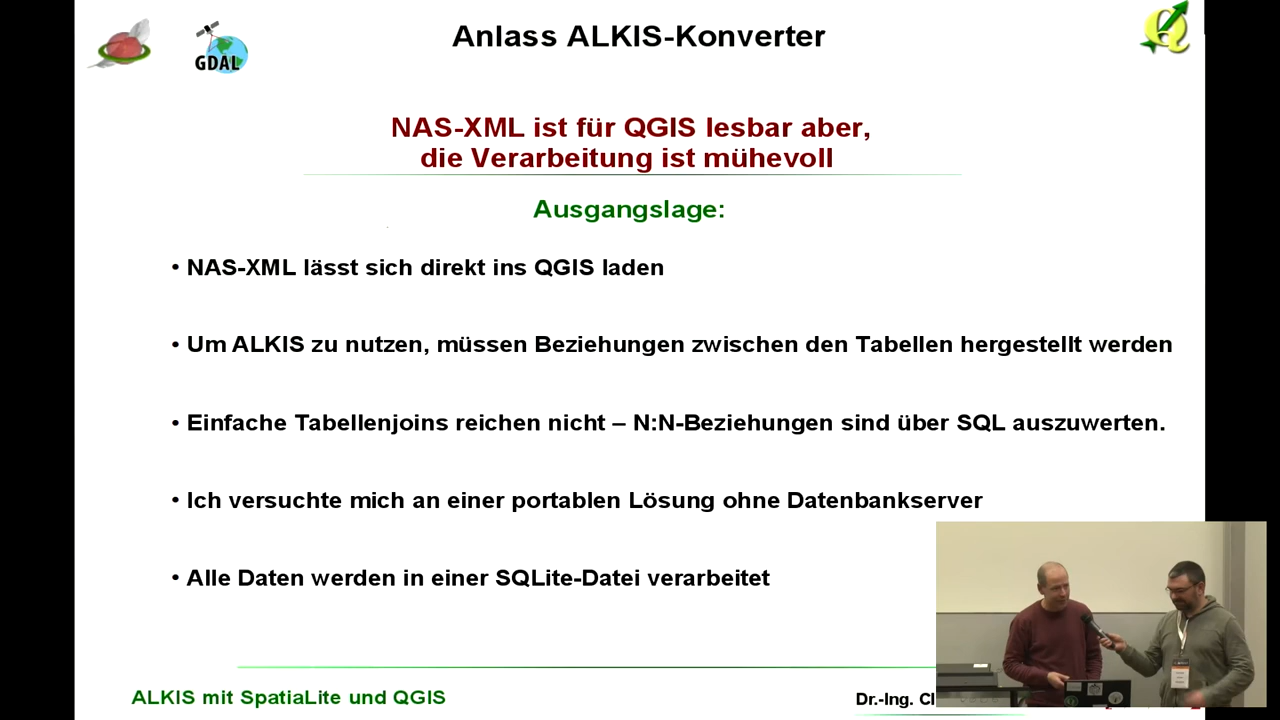 GDAL
Anlass ALKIS-Konverter
NAS-XML ist für QGIS lesbar aber,
die Verarbeitung ist mühevoll
Ausgangslage:
• NAS-XML lässt sich direkt ins QGIS laden
• Um ALKIS zu nutzen, müssen Beziehungen zwischen den Tabellen hergestellt werden
• Einfache Tabellenjoins reichen nicht – N:N-Beziehungen sind über SQL auszuwerten.
• Ich versuchte mich an einer portablen Lösung ohne Datenbankserver
• Alle Daten werden in einer SQLite-Datei verarbeitet
ALKIS mit SpatiaLite und QGIS
Dr.-Ing.